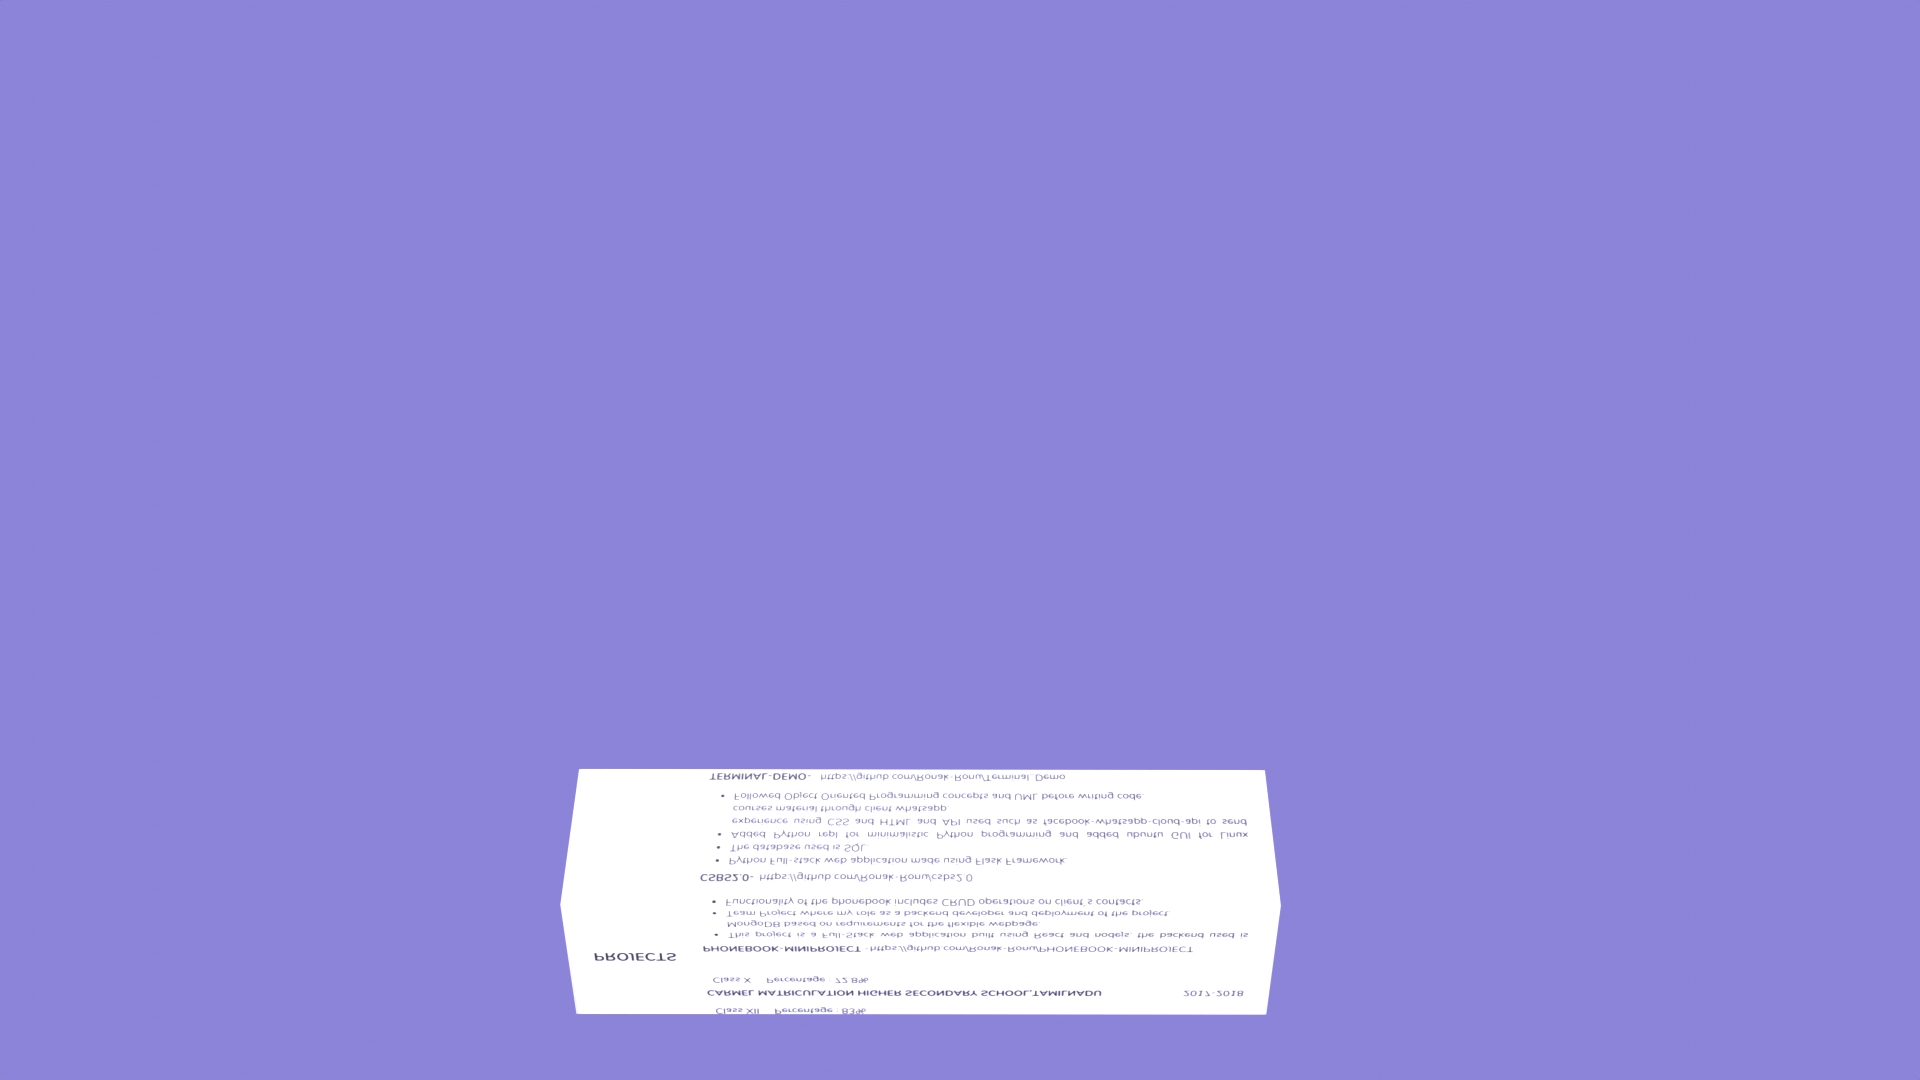 Class XII Percentage : 83%
CARMEL MATRICULATION HIGHER SECONDARY SCHOOL,TAMILNADU 2017-2018
Class X Percentage : 72.8%
PROJECTS
PHONEBOOK-MINIPROJECT -https://github.com/Ronak-Ronu/PHONEBOOK-MINIPROJECT
• This project is a Full-Stack web application built using React and nodejs. the backend used is
MongoDB based on requirements for the flexible webpage
• Team Project where my role as a backend developer and deployment of the project.
• Functionality of the phonebook includes CRUD operations on client's contacts.
CSBS2.0- https://github.com/Ronak-Ronu/csbs2.0
• Python Full-stack web application made using Flask Framework.
• The database used is SQL.
• Added Python repl for minimalistic Python programming and added ubuntu GUI for Linux
experience using CSS and HTML and API used such as facebook-whatsapp-cloud-api to send
courses material through client whatsapp.
• Followed Object Oriented Programming concepts and UML before writing code.
TERMINAL-DEMO- https://github.com/Ronak-Ronu/Terminal_Demo